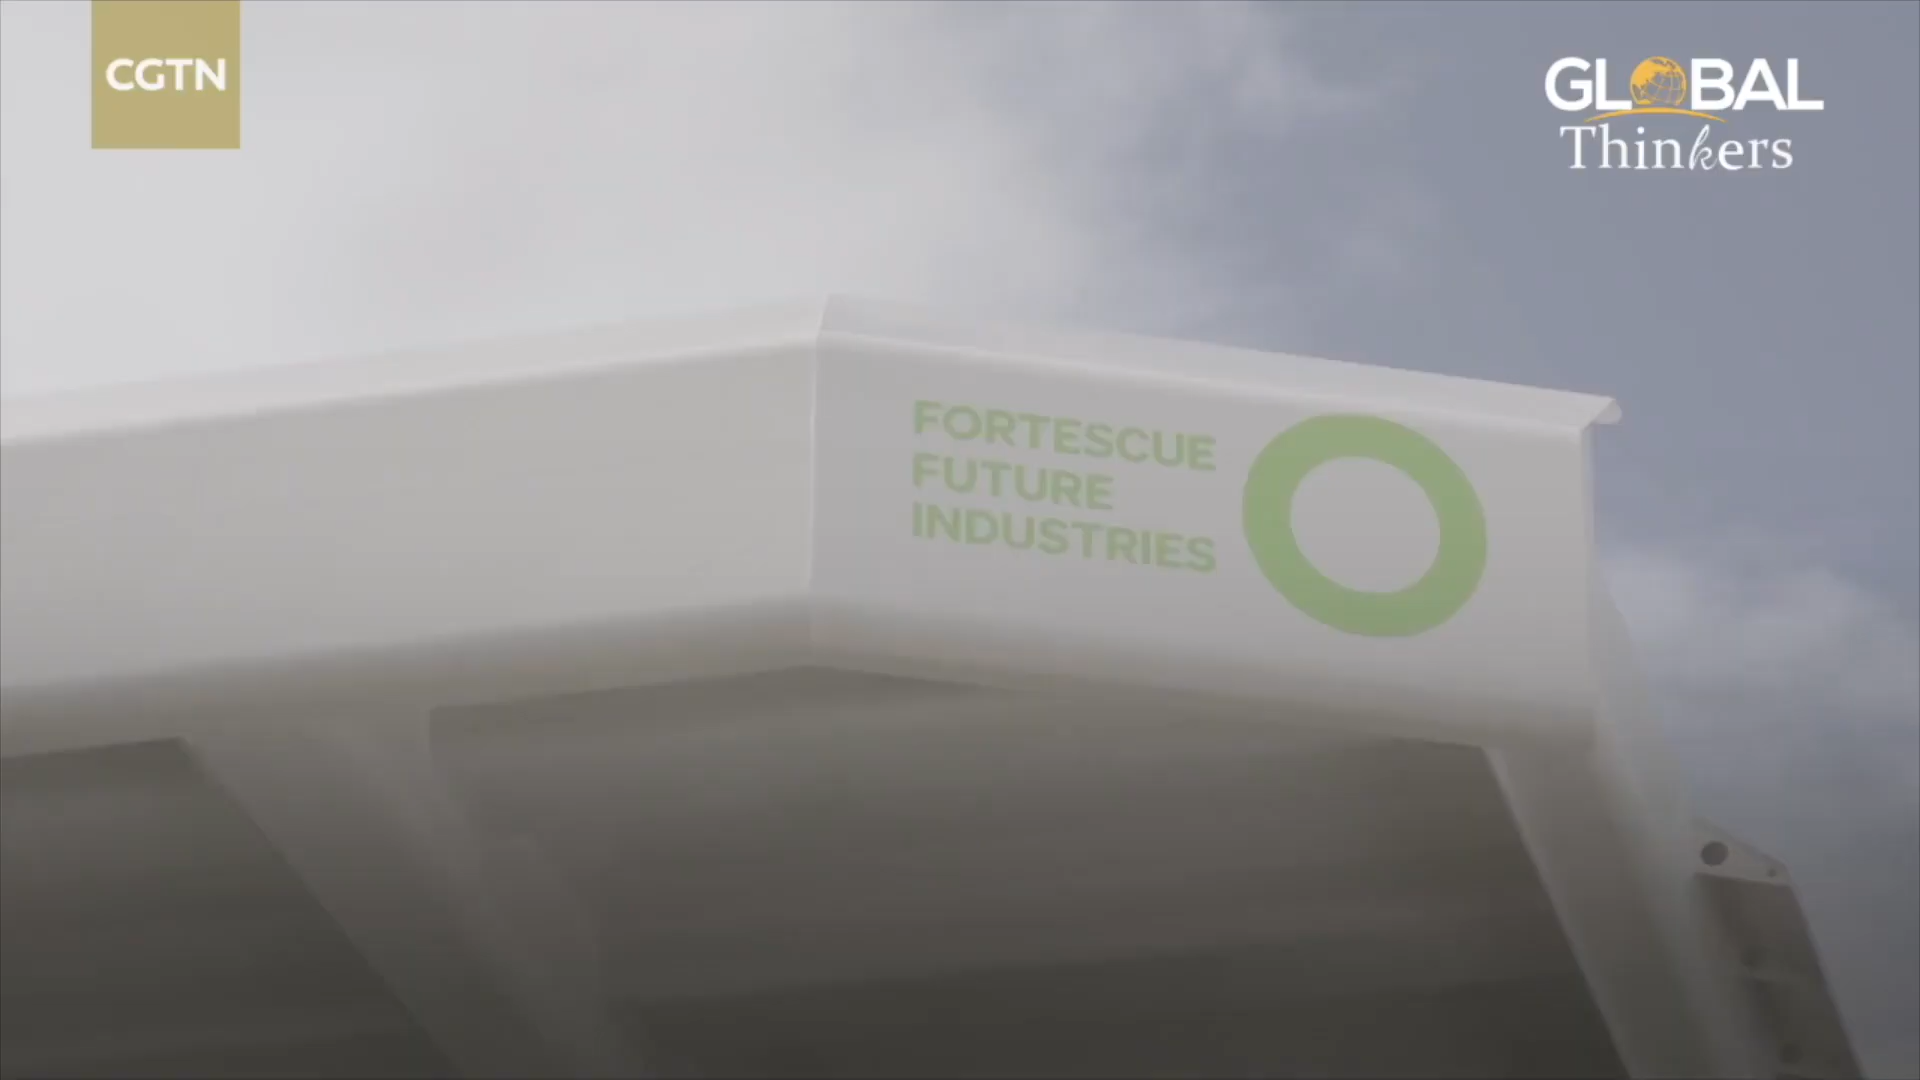 CGTN
GLOBAL
Thinkers
FORTESCUE
FUTURE
INDUSTRIES